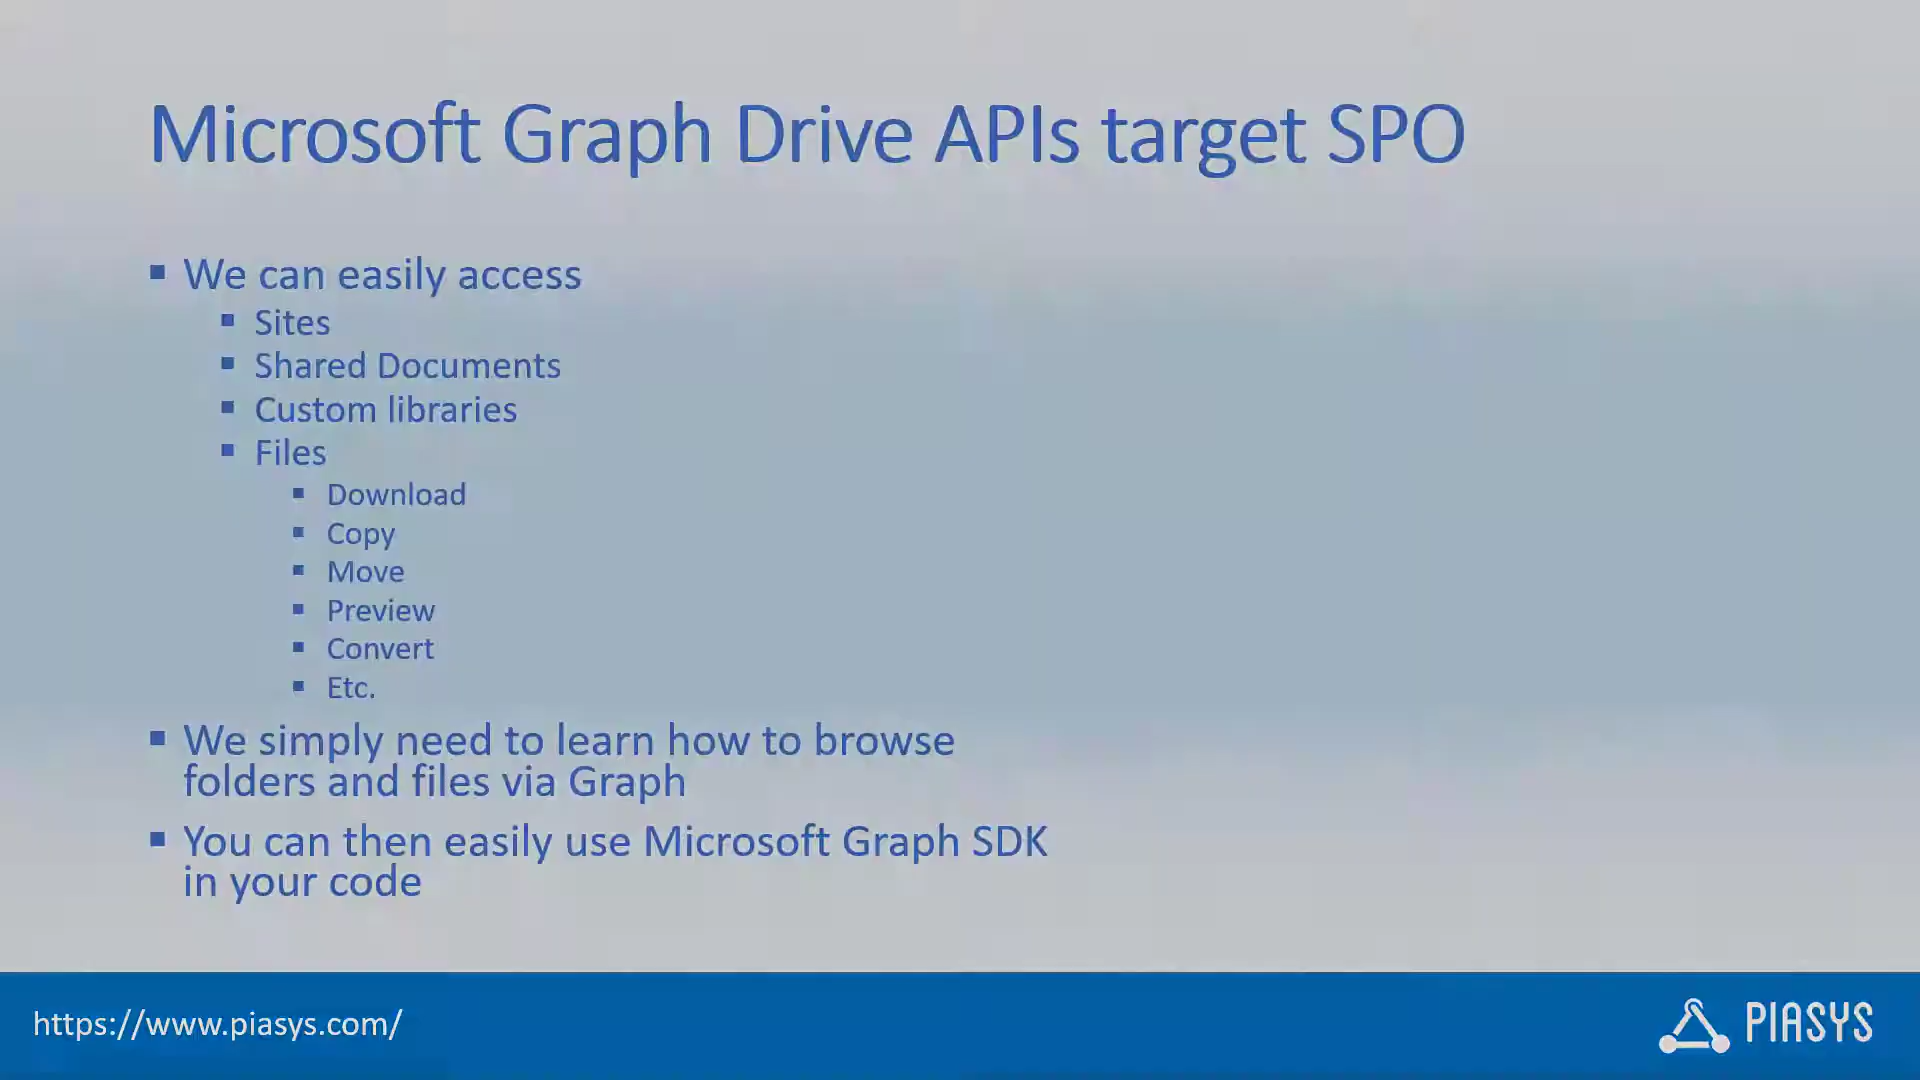 Microsoft Graph Drive APIs target SPO
We can easily access
Sites
Shared Documents
Custom libraries
Files
Download
Copy
Move
Preview
Convert
Etc.
We simply need to learn how to browse
folders and files via Graph
You can then easily use Microsoft Graph SDK
in your code
https://www.piasys.com/
PIASYS